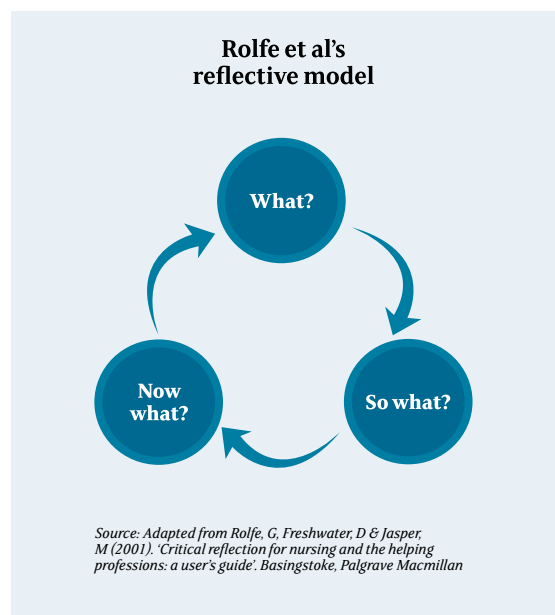 Rolfe et al’s
reflective model
What?
So what?
Now
what?
Source: Adapted from Rolfe, G, Freshwater, D & Jasper,
M (2001). ‘Critical reflection for nursing and the helping
professions: a user’s guide’. Basingstoke, Palgrave Macmillan